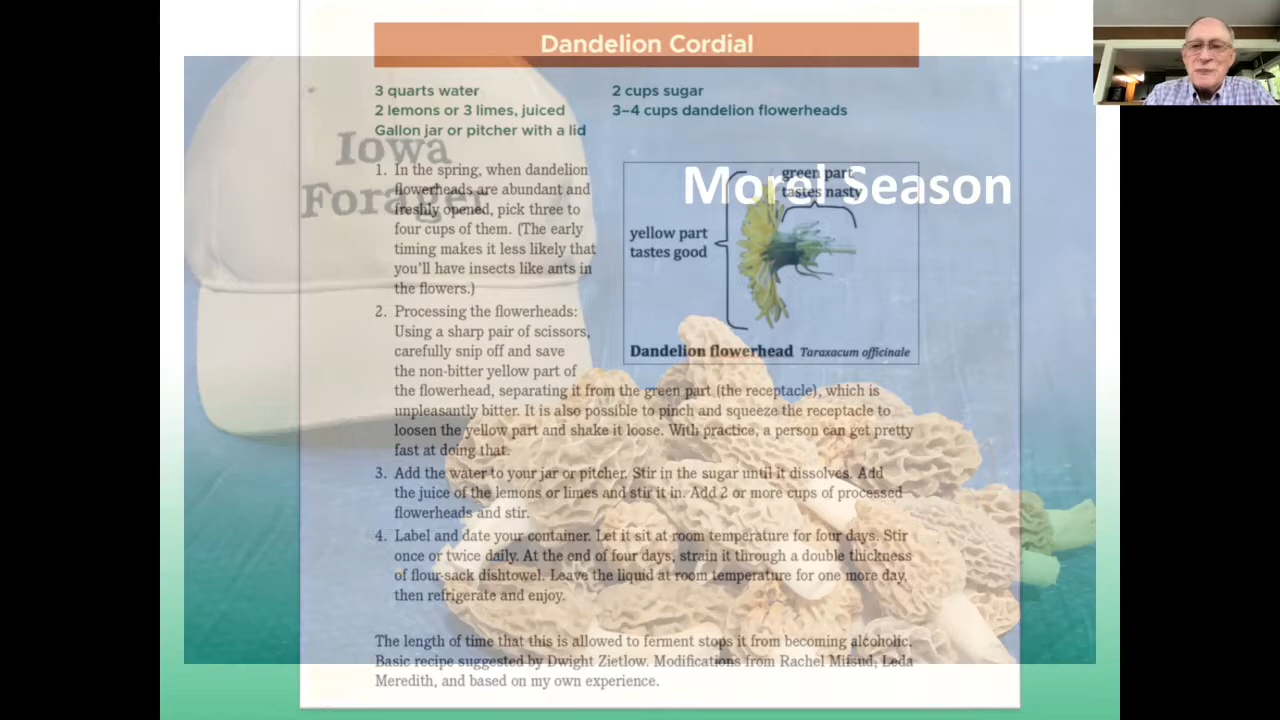 Dandelion Cordial
3 quarts water
2 lemons or 3 limes, juiced
Gallon jar or pitcher with a lid
2 cups sugar
3–4 cups dandelion flowerheads
Iowa
Forager
Morel Season
1. In the spring, when dandelion
flowerheads are abundant and
freshly opened, pick three to
four cups of them. (The early
timing makes it less likely that
you'll have insects like ants in
the flowers.)
green part
tastes nasty
yellow part
tastes good
Dandelion flowerhead Taraxacum officinale
2. Processing the flowerheads:
Using a sharp pair of scissors,
carefully snip off and save
the non-bitter yellow part of
the flowerhead, separating it from the green part (the receptacle), which is
unpleasantly bitter. It is also possible to pinch and squeeze the receptacle to
loosen the yellow part and shake it loose. With practice, a person can get pretty
fast at doing that.
3. Add the water to your jar or pitcher. Stir in the sugar until it dissolves. Add
the juice of the lemons or limes and stir it in. Add 2 or more cups of processed
flowerheads and stir.
4. Label and date your container. Let it sit at room temperature for four days. Stir
once or twice daily. At the end of four days, strain it through a double thickness
of flour-sack dishtowel. Leave the liquid at room temperature for one more day,
then refrigerate and enjoy.
The length of time that this is allowed to ferment stops it from becoming alcoholic.
Basic recipe suggested by Dwight Zietlow. Modifications from Rachel Mifsud, Leda
Meredith, and based on my own experience.